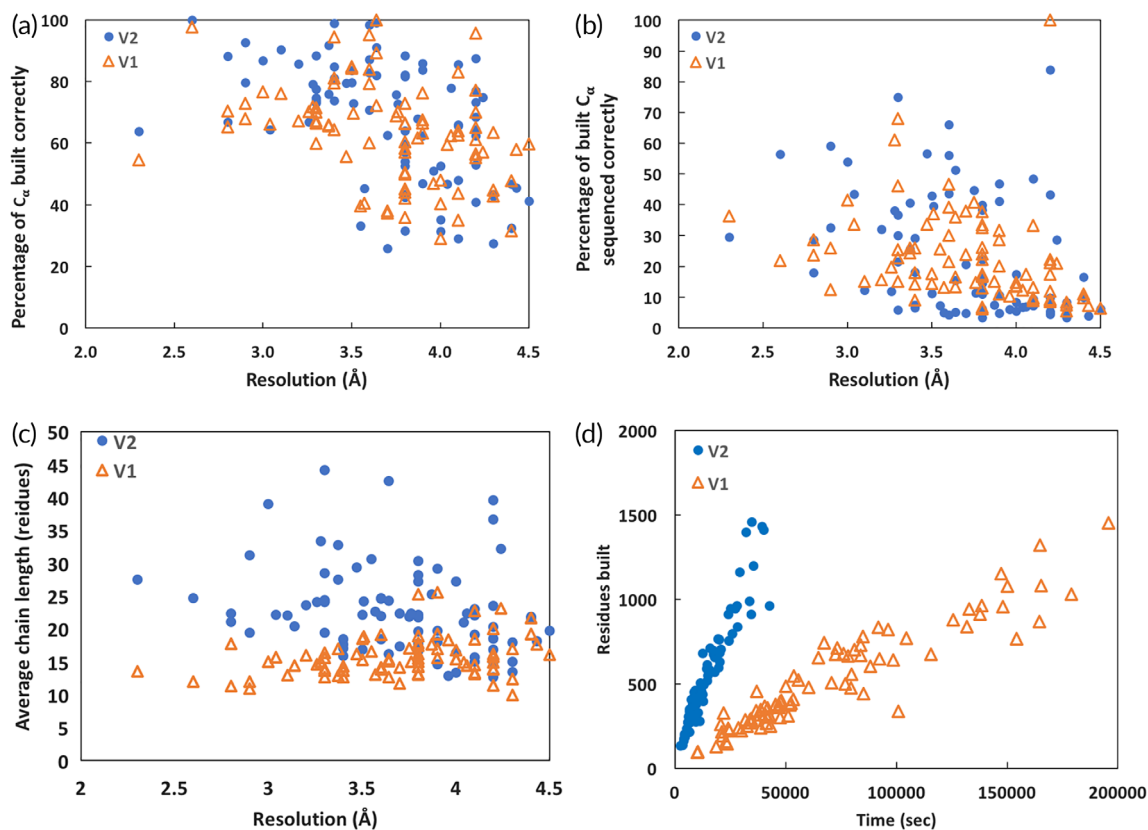 (a)
100
80
60
40
20
0
V2
V1
Percentage of Cα built correctly
2.0 2.5 3.0 3.5 4.0 4.5
Resolution (Å)
(b)
100
90
80
70
60
50
40
30
20
10
0
V2
V1
Percentage of built Cα
sequenced correctly
2.0 2.5 3.0 3.5 4.0 4.5
Resolution (Å)
(c)
50
45
40
35
30
25
20
15
10
5
0
V2
V1
Average chain length (reidues)
2 2.5 3 3.5 4 4.5
Resolution (Å)
(d)
2000
1500
1000
500
0
V2
V1
Residues built
0 50000 100000 150000 200000
Time (sec)